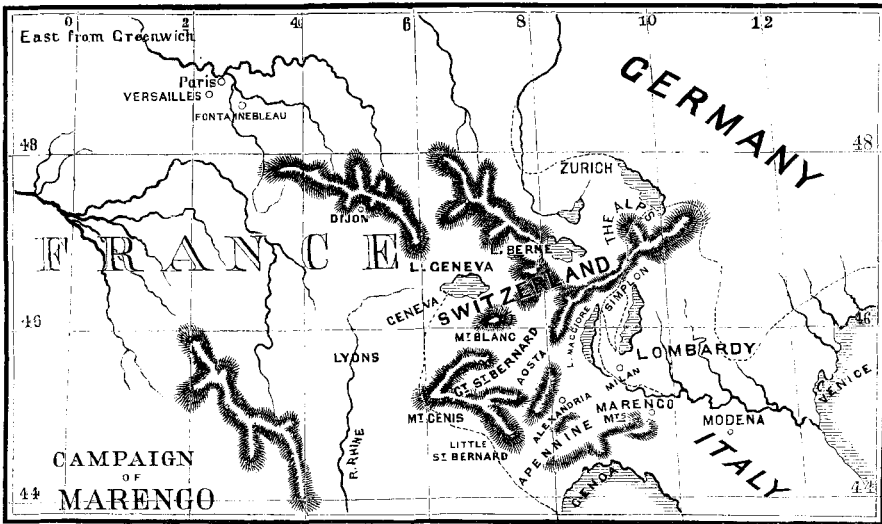 0 2 4 6 8 10 12
East from Greenwich
GERMANY
Paris
VERSAILLES
FONTAINNEBLEAU
48 48
ZURICH
THE ALPS
DIJON
L. BERNE
FRANCE
L. GENEVA
SWITZERLAND
GENEVA
SIMPLON
46 46
MT BLANC
L. MAGGIORE
LYONS
GT. ST BERNARD
AOSTA
LOMBARDY
MILAN
VENICE
MT CENIS
ALEXANDRIA
MARENGO
MODENA
APENNINE MTS
LITTLE
ST BERNARD
R. RHINE
ITALY
GENOA
CAMPAIGN
OF
MARENGO
44 44